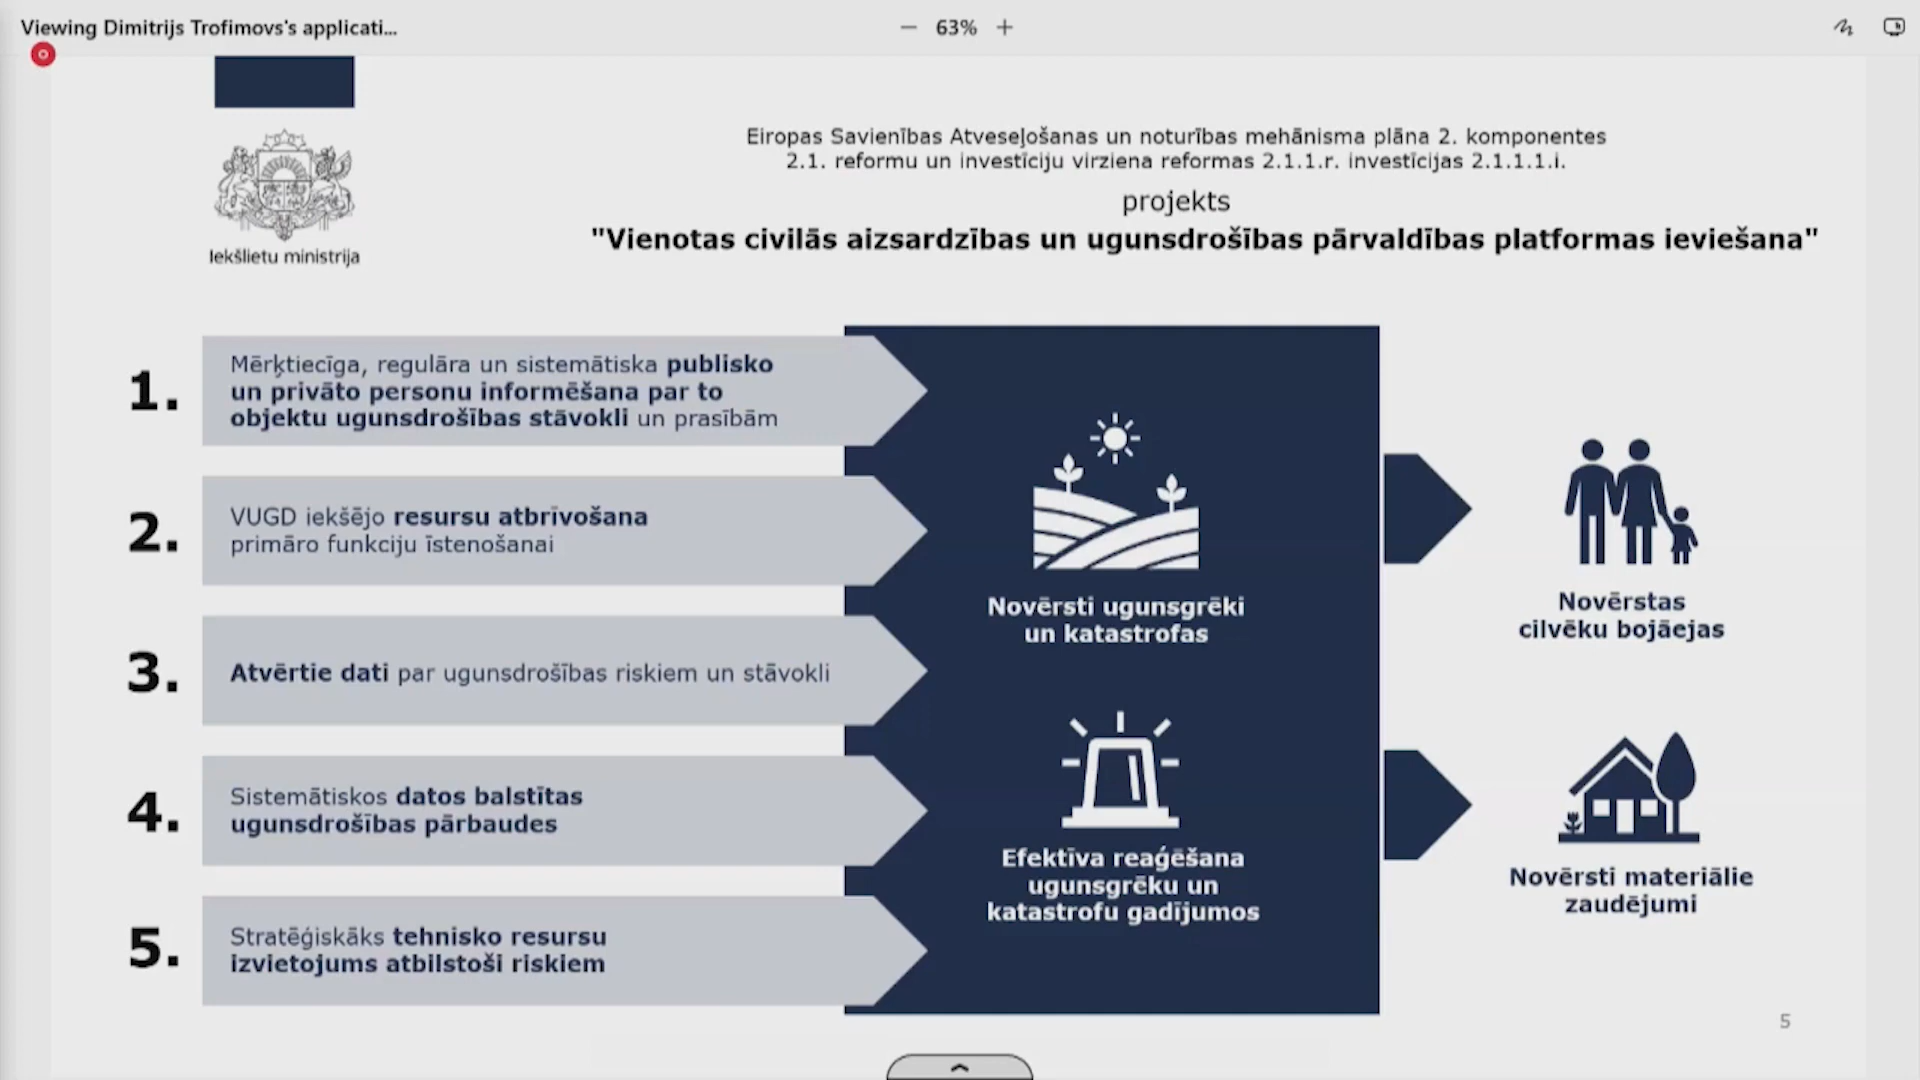 Viewing Dimitrijs Trofimovs's applicati...
63%
Iekšlietu ministrija
Eiropas Savienības Atveseļošanas un noturības mehānisma plāna 2. komponentes
2.1. reformu un investīciju virziena reformas 2.1.1.r. investīcijas 2.1.1.1.i.
projekts
"Vienotas civilās aizsardzības un ugunsdrošības pārvaldības platformas ieviešana"
1.
Mērķtiecīga, regulāra un sistemātiska publisko
un privāto personu informēšana par to
objektu ugunsdrošības stāvokli un prasībām
2.
VUGD iekšējo resursu atbrīvošana
primāro funkciju īstenošanai
3.
Atvērtie dati par ugunsdrošības riskiem un stāvokli
4.
Sistemātiskos datos balstītas
ugunsdrošības pārbaudes
5.
Stratēģiskāks tehnisko resursu
izvietojums atbilstoši riskiem
Novērsti ugunsgrēki
un katastrofas
Efektīva reaģēšana
ugunsgrēku un
katastrofu gadījumos
Novērstas
cilvēku bojāejas
Novērsti materiālie
zaudējumi
5